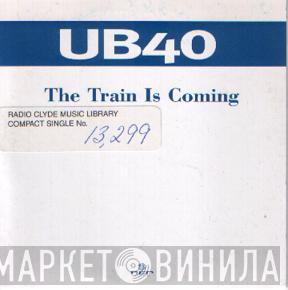 UB40
The Train Is Coming
RADIO CLYDE MUSIC LIBRARY
COMPACT SINGLE No.
13,299
МАРКЕТ ВИНИЛА